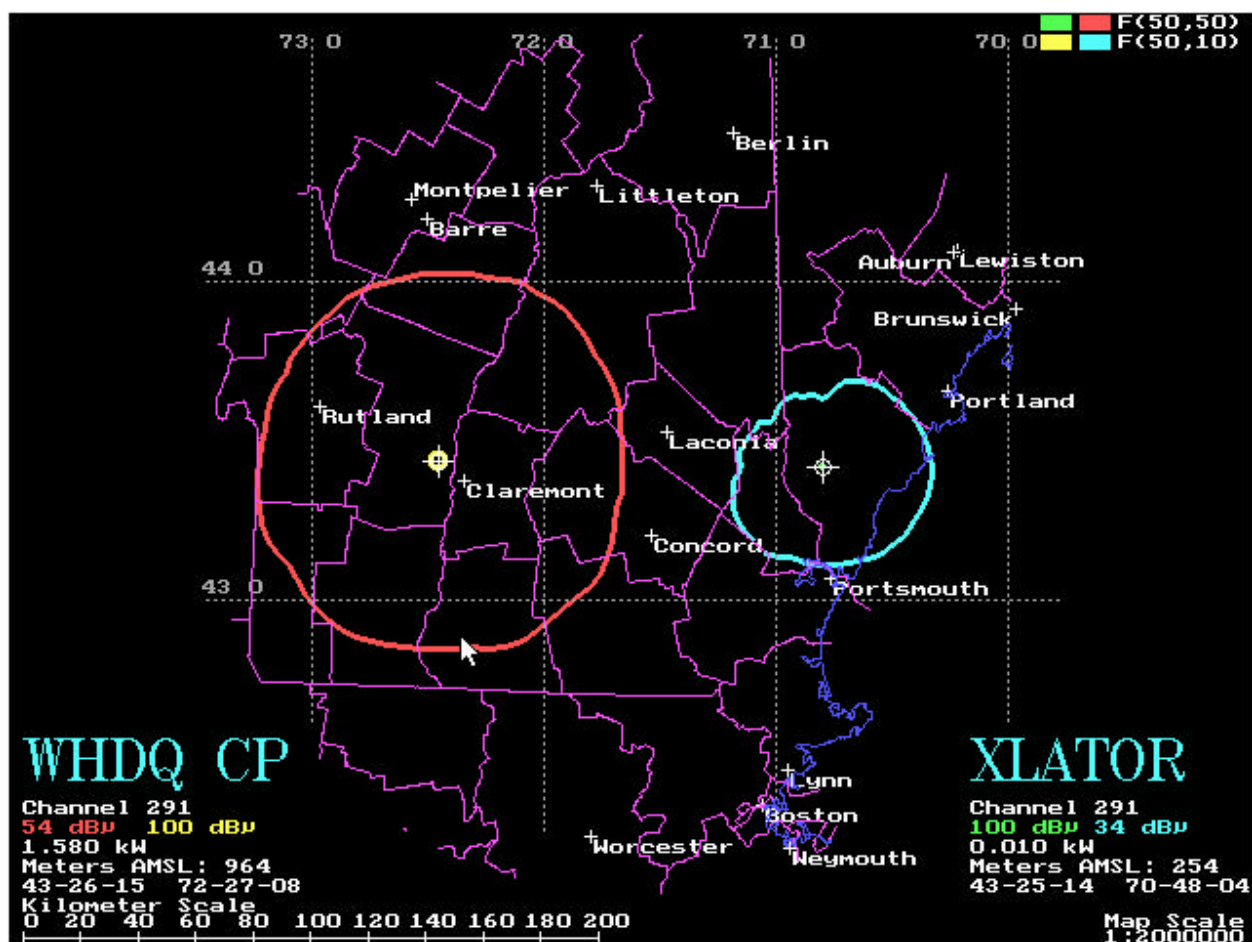 73 0 72 0 71 0 70 0
F(50,50)
F(50,10)
Berlin
Montpelier
Littleton
Barre
44 0
Auburn Lewiston
Brunswick
Rutland
Portland
Laconia
Claremont
Concord
43 0
Portsmouth
WHDQ CP
Channel 291
54 dBµ 100 dBµ
1.580 kW
Meters AMSL: 964
43-26-15 72-27-08
Kilometer Scale
0 20 40 60 80 100 120 140 160 180 200
Lynn
Boston
Worcester
Weymouth
XLATOR
Channel 291
100 dBµ 34 dBµ
0.010 kW
Meters AMSL: 254
43-25-14 70-48-04
Map Scale
1:2000000